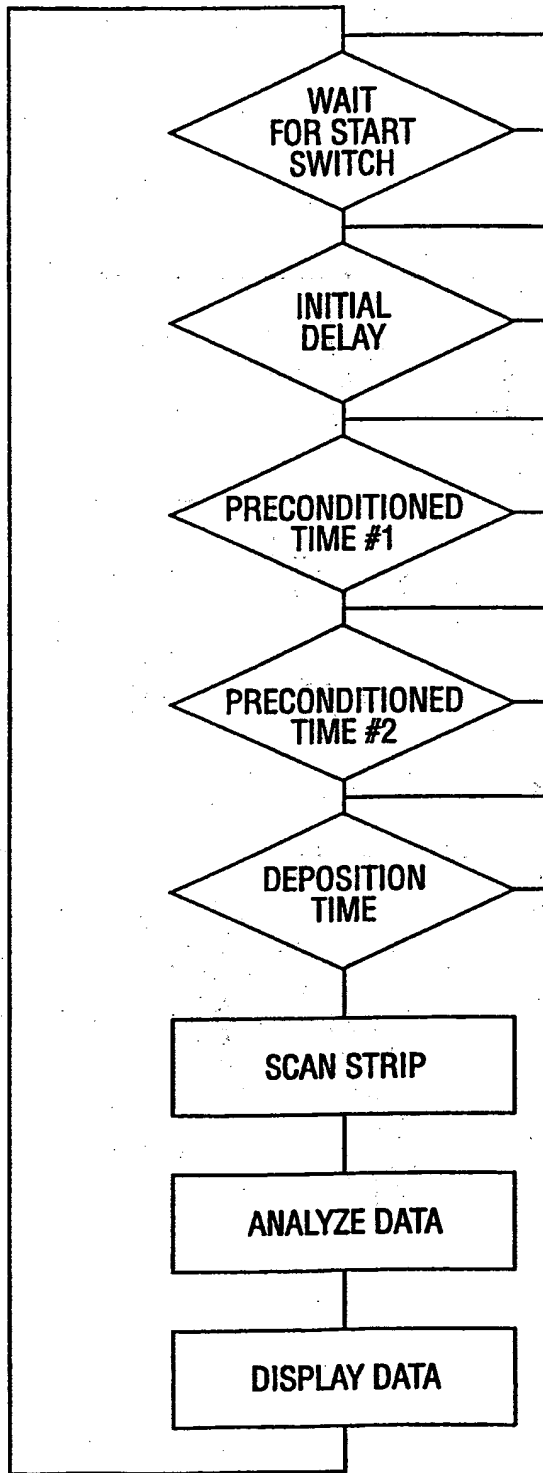 WAIT
FOR START
SWITCH
INITIAL
DELAY
PRECONDITIONED
TIME #1
PRECONDITIONED
TIME #2
DEPOSITION
TIME
SCAN STRIP
ANALYZE DATA
DISPLAY DATA